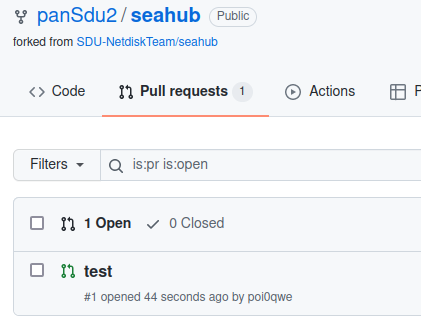 panSdu2 / seahub Public
forked from SDU-NetdiskTeam/seahub
Code Pull requests 1 Actions
Filters is:pr is:open
1 Open 0 Closed
test
#1 opened 44 seconds ago by poi0qwe